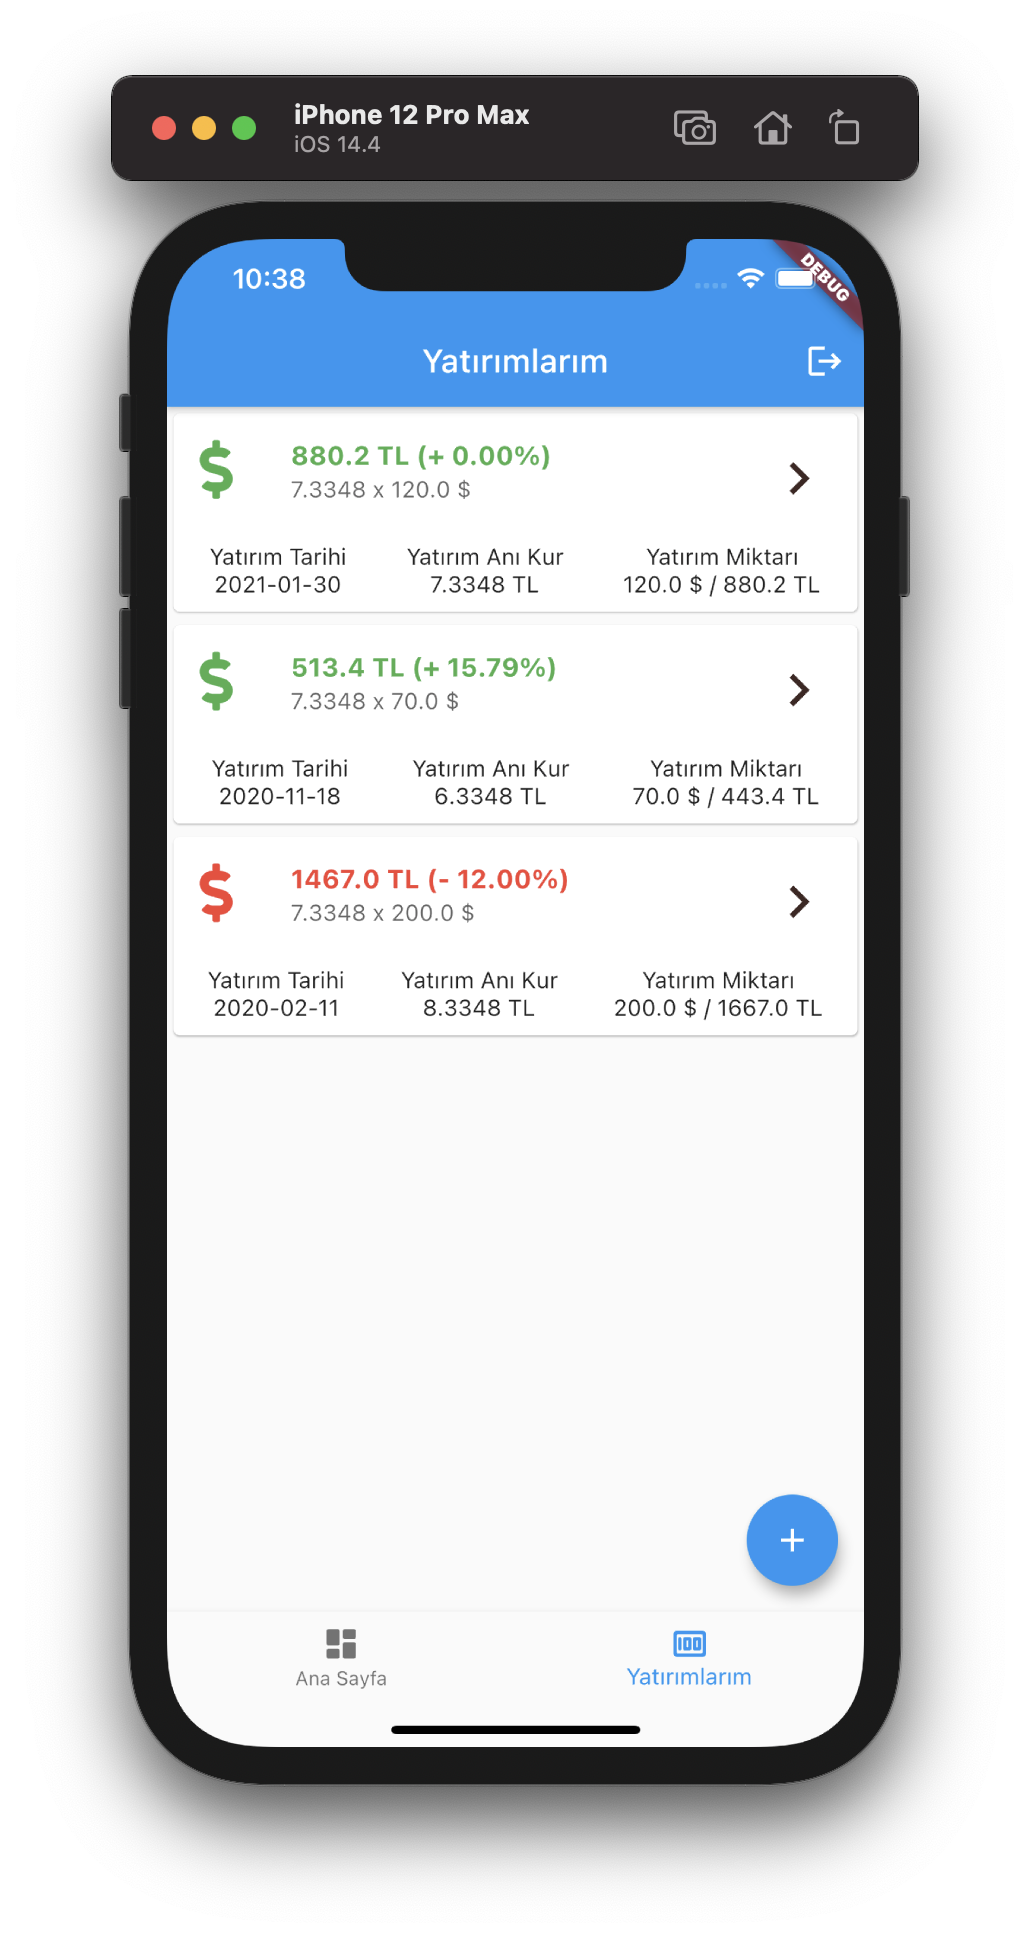 iPhone 12 Pro Max
iOS 14.4
10:38
DEBUG
Yatırımlarım
$ 880.2 TL (+ 0.00%)
7.3348 x 120.0 $
Yatırım Tarihi Yatırım Anı Kur Yatırım Miktarı
2021-01-30 7.3348 TL 120.0 $ / 880.2 TL
$ 513.4 TL (+ 15.79%)
7.3348 x 70.0 $
Yatırım Tarihi Yatırım Anı Kur Yatırım Miktarı
2020-11-18 6.3348 TL 70.0 $ / 443.4 TL
$ 1467.0 TL (- 12.00%)
7.3348 x 200.0 $
Yatırım Tarihi Yatırım Anı Kur Yatırım Miktarı
2020-02-11 8.3348 TL 200.0 $ / 1667.0 TL
+
100
Ana Sayfa Yatırımlarım